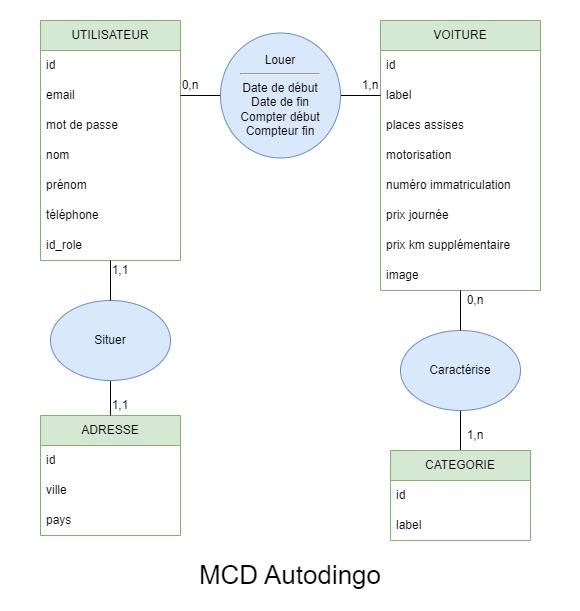 UTILISATEUR
id
email
mot de passe
nom
prénom
téléphone
id_role
0,n
Louer
Date de début
Date de fin
Compter début
Compteur fin
1,n
VOITURE
id
label
places assises
motorisation
numéro immatriculation
prix journée
prix km supplémentaire
image
1,1
Situer
1,1
ADRESSE
id
ville
pays
0,n
Caractérise
1,n
CATEGORIE
id
label
MCD Autodingo